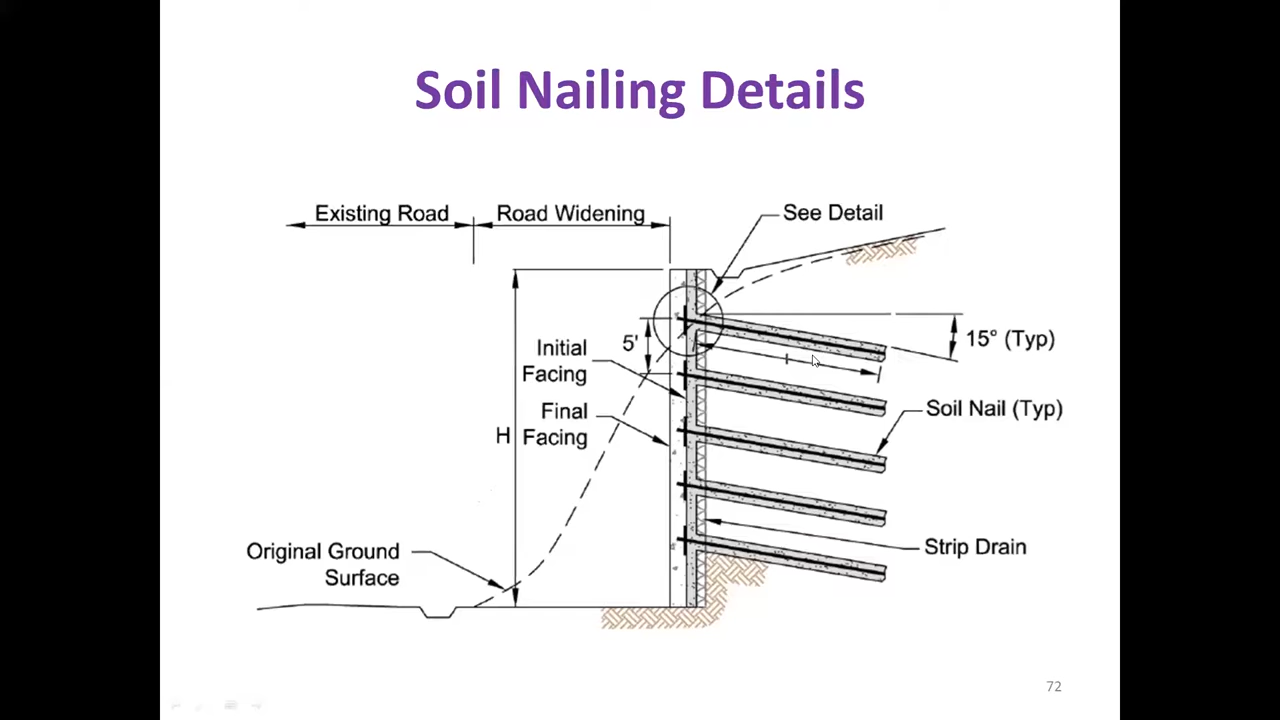 Soil Nailing Details
Existing Road
Road Widening
See Detail
5'
15° (Typ)
Initial
Facing
Final
Facing
H
Soil Nail (Typ)
Original Ground
Surface
Strip Drain
72